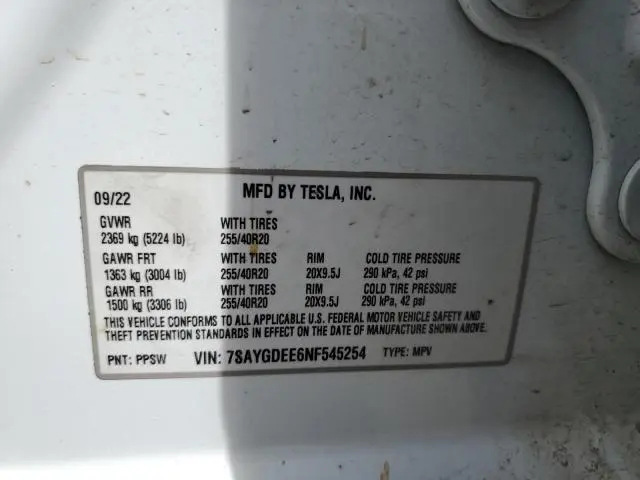 MFD BY TESLA, INC.
09/22
GVWR WITH TIRES
2369 kg (5224 lb) 255/40R20
GAWR FRT WITH TIRES RIM COLD TIRE PRESSURE
1363 kg (3004 lb) 255/40R20 20X9.5J 290 kPa, 42 psi
GAWR RR WITH TIRES RIM COLD TIRE PRESSURE
1500 kg (3306 lb) 255/40R20 20X9.5J 290 kPa, 42 psi
THIS VEHICLE CONFORMS TO ALL APPLICABLE U.S. FEDERAL MOTOR VEHICLE SAFETY AND
THEFT PREVENTION STANDARDS IN EFFECT ON THE DATE OF MANUFACTURE SHOWN ABOVE.
PNT: PPSW VIN: 7SAYGDEE6NF545254 TYPE: MPV